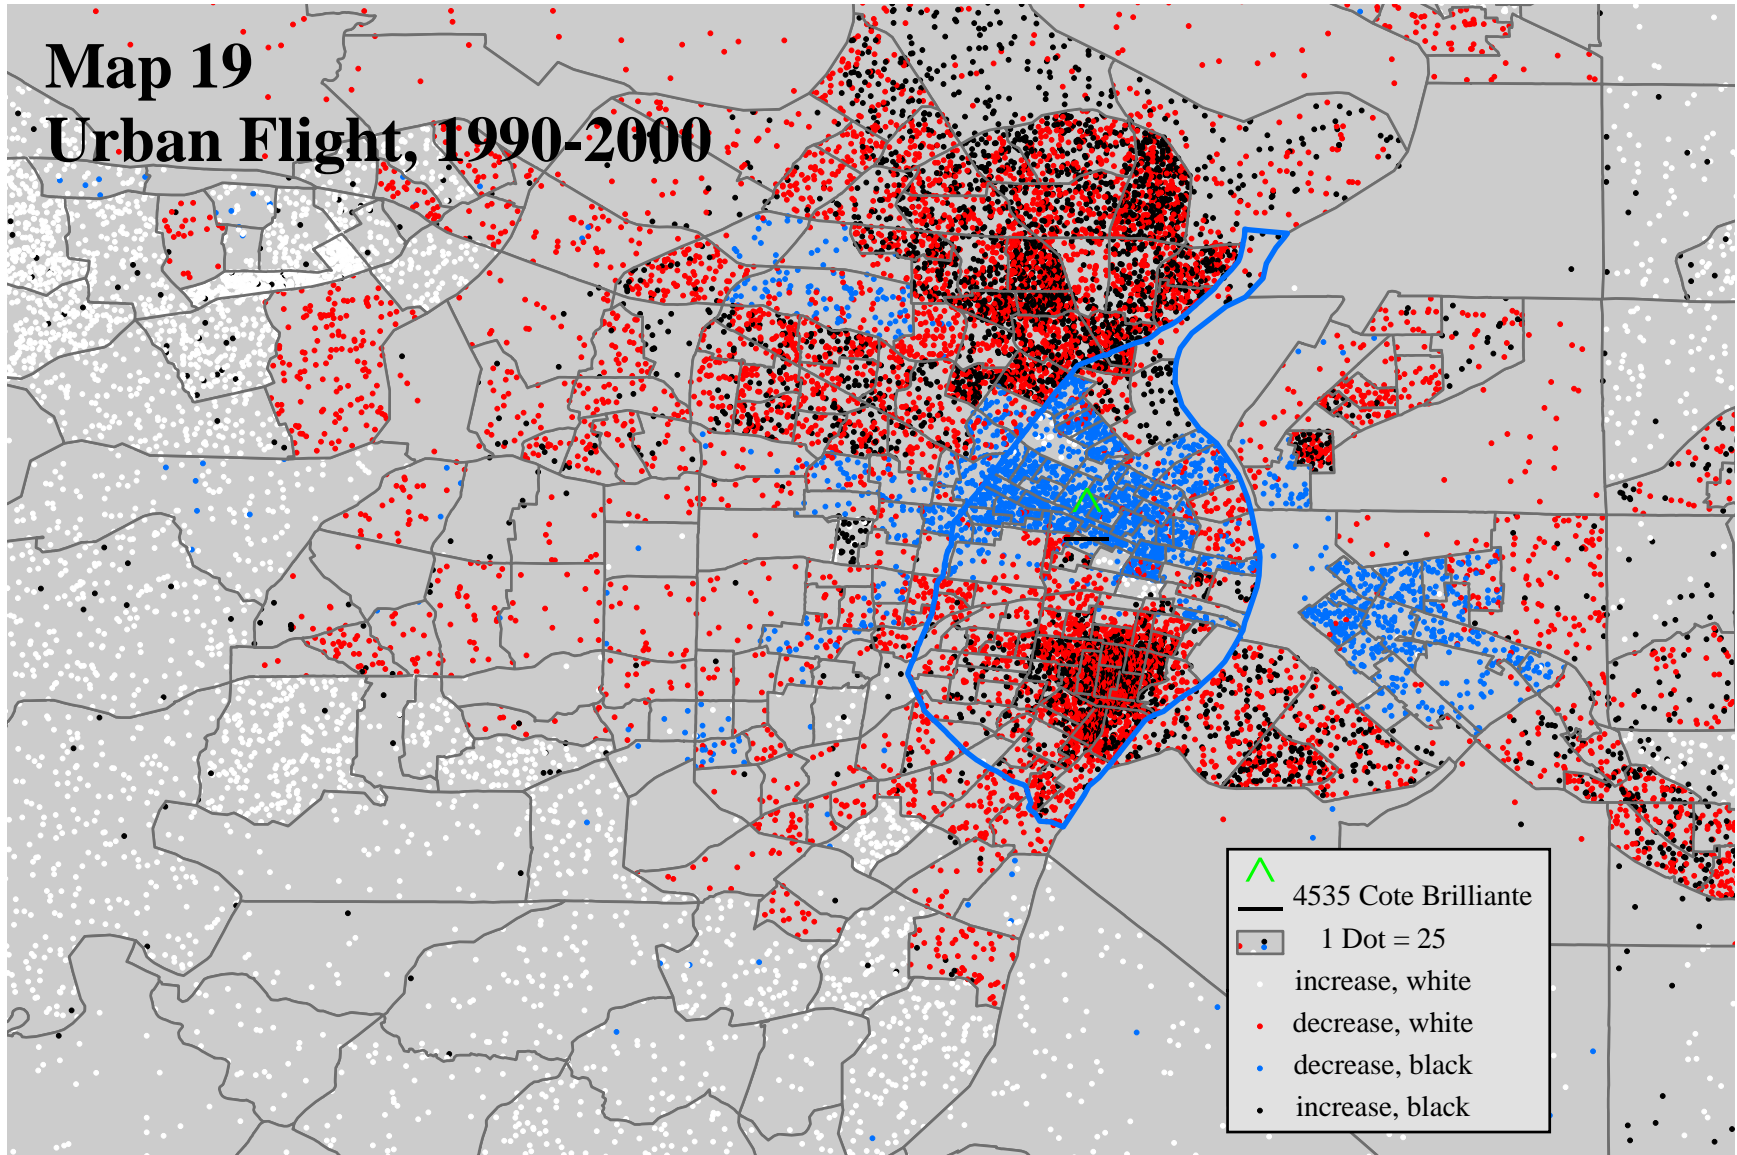 Map 19
Urban Flight, 1990-2000
4535 Cote Brilliante
1 Dot = 25
increase, white
decrease, white
decrease, black
increase, black